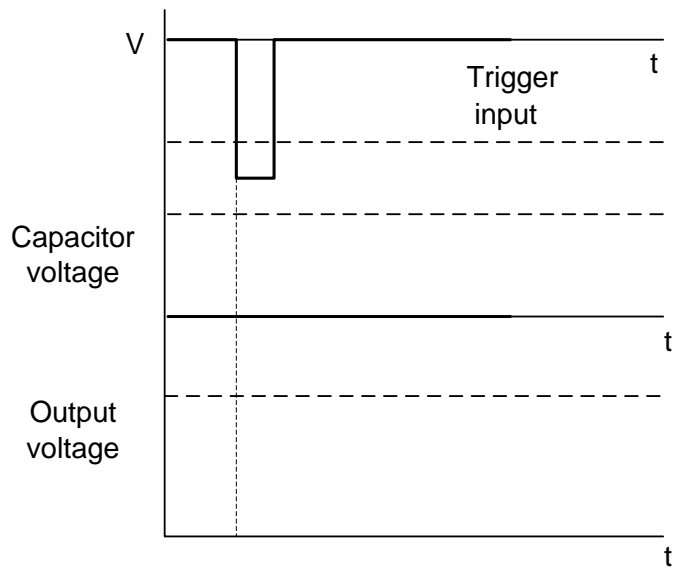 V
t
Trigger
input
Capacitor
voltage
t
Output
voltage
t